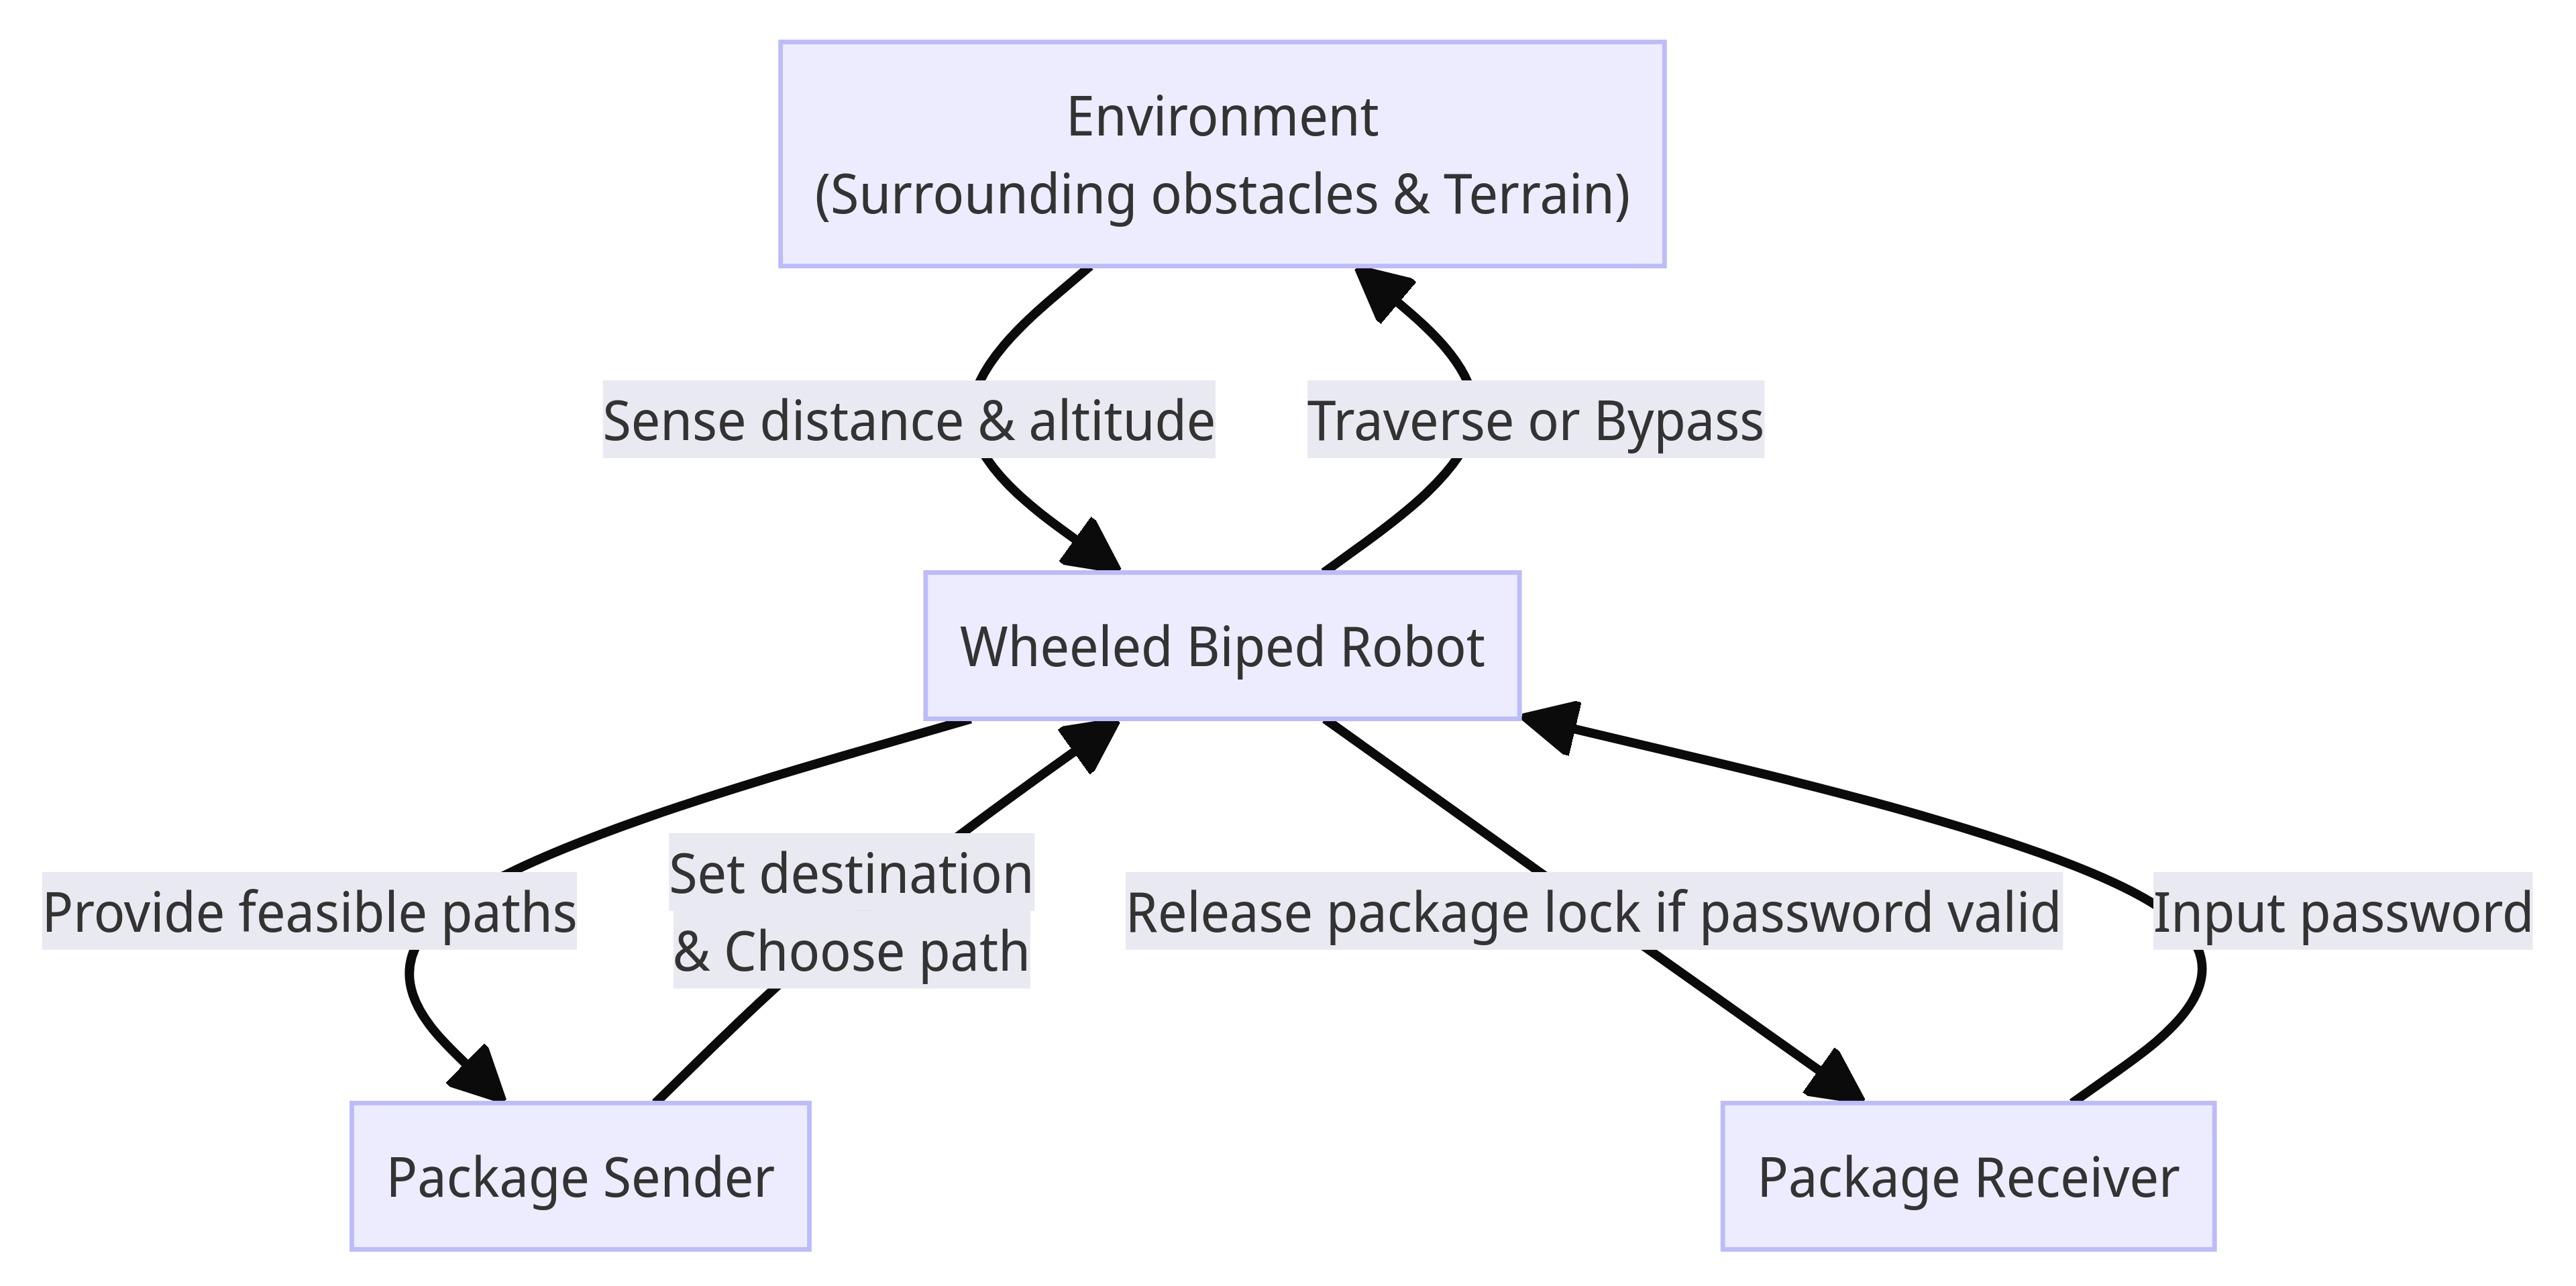 Environment
(Surrounding obstacles & Terrain)
Sense distance & altitude
Traverse or Bypass
Wheeled Biped Robot
Provide feasible paths
Set destination
& Choose path
Release package lock if password valid
Input password
Package Sender
Package Receiver